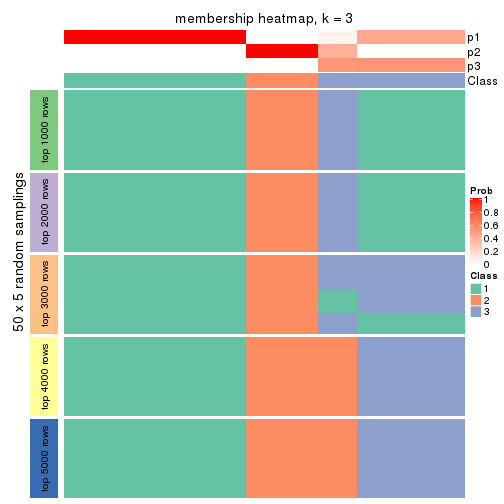 membership heatmap, k = 3
p1
p2
p3
Class
50 x 5 random samplings
top 1000 rows
top 2000 rows
top 3000 rows
top 4000 rows
top 5000 rows
Prob
1
0.8
0.6
0.4
0.2
0
Class
1
2
3